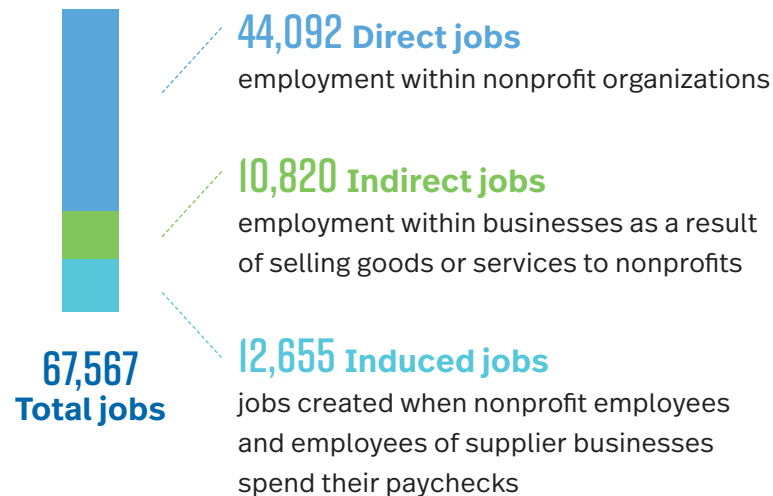 44,092 Direct jobs
employment within nonprofit organizations
10,820 Indirect jobs
employment within businesses as a result
of selling goods or services to nonprofits
67,567
Total jobs
12,655 Induced jobs
jobs created when nonprofit employees
and employees of supplier businesses
spend their paychecks